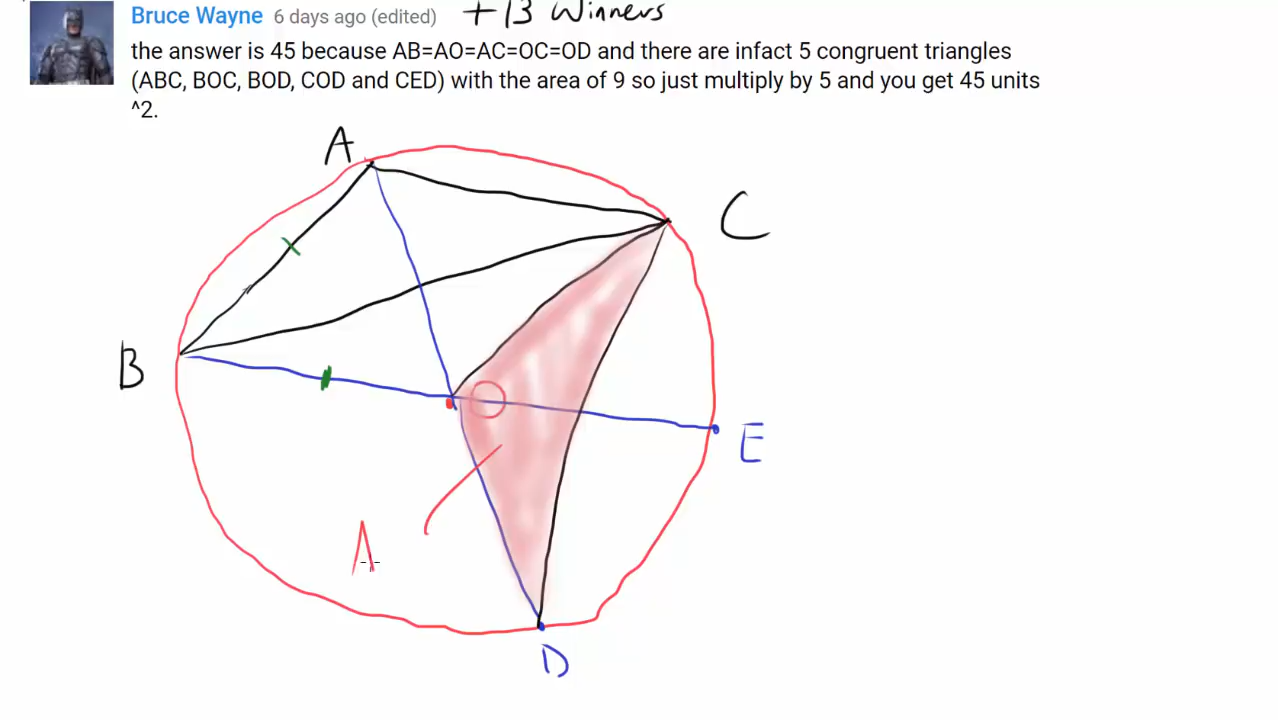 Bruce Wayne 6 days ago (edited) +13 Winners
the answer is 45 because AB=AO=AC=OC=OD and there are infact 5 congruent triangles
(ABC, BOC, BOD, COD and CED) with the area of 9 so just multiply by 5 and you get 45 units
^2.
A
C
B
E
A
D